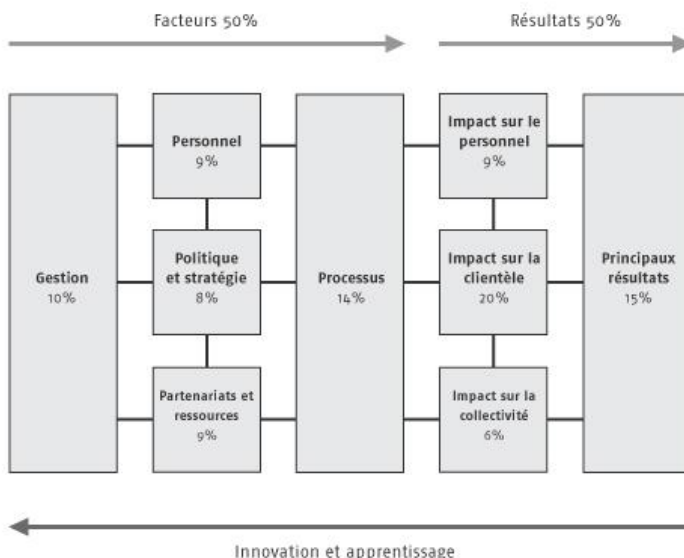 Facteurs 50%
Résultats 50%
Gestion
10%
Personnel
9%
Politique
et stratégie
8%
Partenariats et
ressources
9%
Processus
14%
Impact sur le
personnel
9%
Impact sur la
clientèle
20%
Impact sur la
collectivité
6%
Principaux
résultats
15%
Innovation et apprentissage